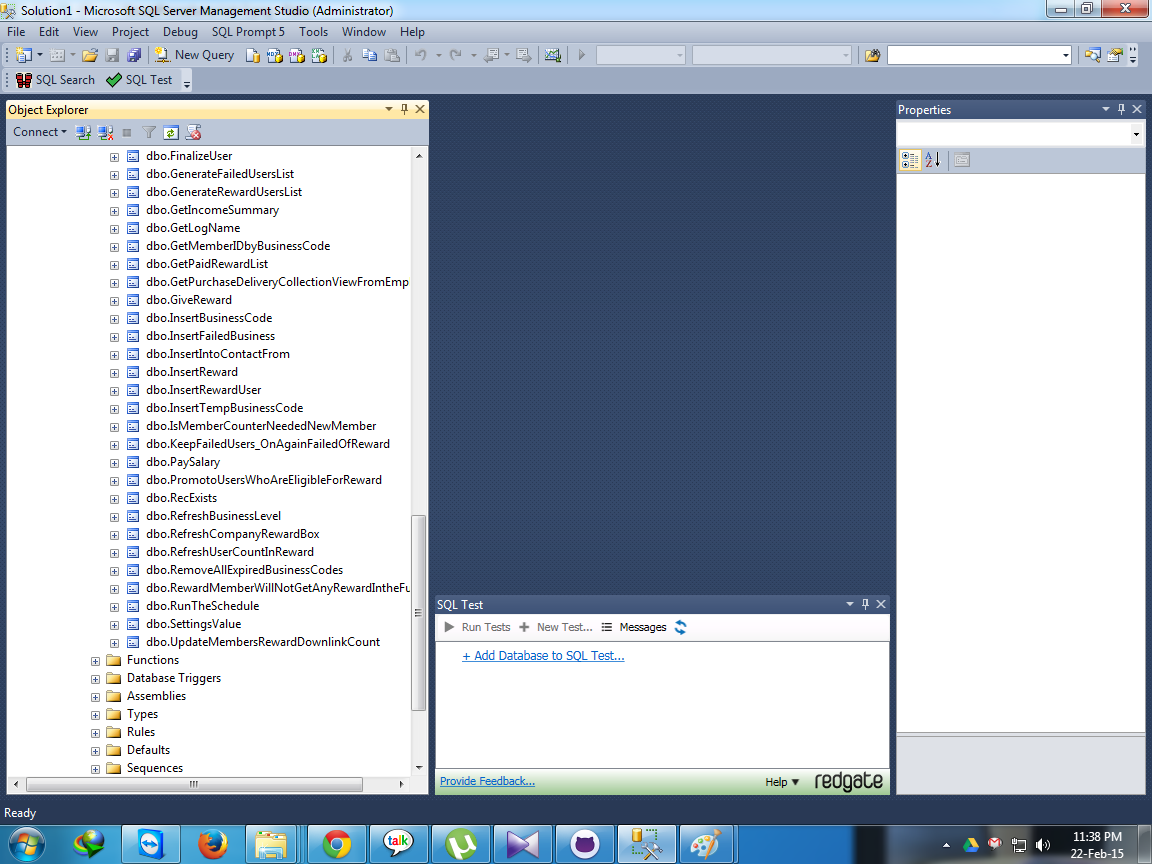 Solution1 - Microsoft SQL Server Management Studio (Administrator)
File Edit View Project Debug SQL Prompt 5 Tools Window Help
New Query
SQL Search SQL Test
Object Explorer
Connect
dbo.FinalizeUser
dbo.GenerateFailedUsersList
dbo.GenerateRewardUsersList
dbo.GetIncomeSummary
dbo.GetLogName
dbo.GetMemberIDbyBusinessCode
dbo.GetPaidRewardList
dbo.GetPurchaseDeliveryCollectionViewFromEmp
dbo.GiveReward
dbo.InsertBusinessCode
dbo.InsertFailedBusiness
dbo.InsertIntoContactFrom
dbo.InsertReward
dbo.InsertRewardUser
dbo.InsertTempBusinessCode
dbo.IsMemberCounterNeededNewMember
dbo.KeepFailedUsers_OnAgainFailedOfReward
dbo.PaySalary
dbo.PromotoUsersWhoAreEligibleForReward
dbo.RecExists
dbo.RefreshBusinessLevel
dbo.RefreshCompanyRewardBox
dbo.RefreshUserCountInReward
dbo.RemoveAllExpiredBusinessCodes
dbo.RewardMemberWillNotGetAnyRewardIntheFu
dbo.RunTheSchedule
dbo.SettingsValue
dbo.UpdateMembersRewardDownlinkCount
Functions
Database Triggers
Assemblies
Types
Rules
Defaults
Sequences
SQL Test
Run Tests New Test... Messages
+ Add Database to SQL Test...
Provide Feedback... Help redgate
Properties
Ready
talk
11:38 PM
22-Feb-15